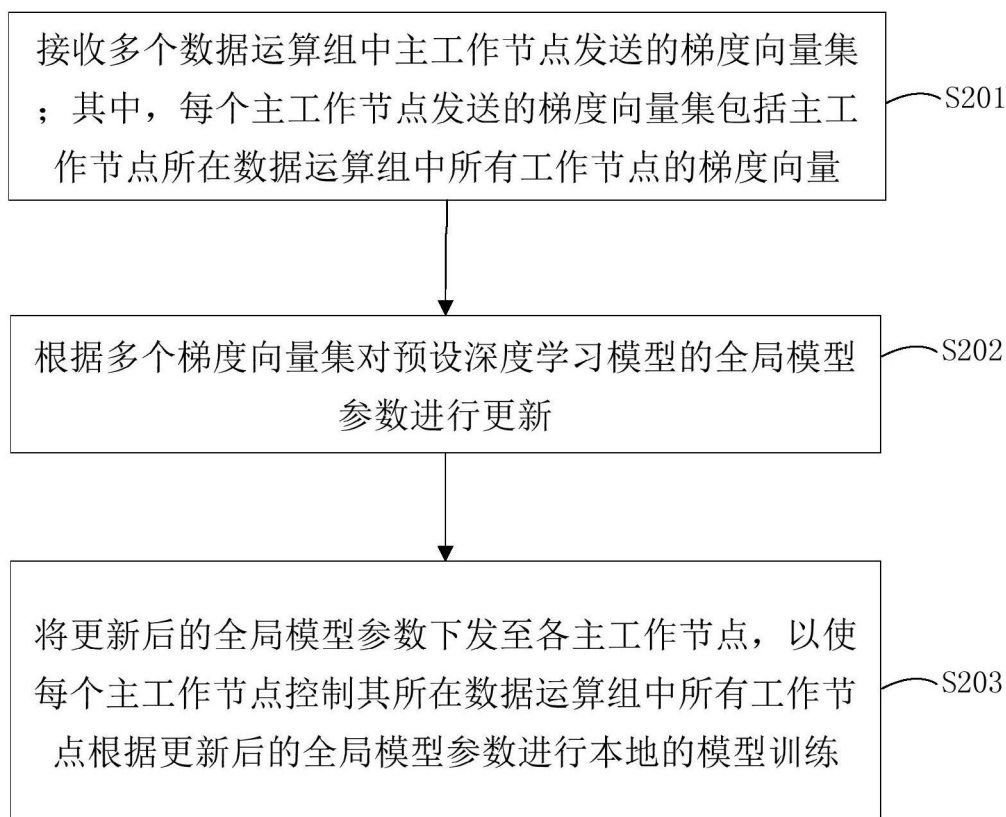 接收多个数据运算组中主工作节点发送的梯度向量集
；其中，每个主工作节点发送的梯度向量集包括主工
作节点所在数据运算组中所有工作节点的梯度向量
S201
根据多个梯度向量集对预设深度学习模型的全局模型
参数进行更新
S202
将更新后的全局模型参数下发至各主工作节点，以使
每个主工作节点控制其所在数据运算组中所有工作节
点根据更新后的全局模型参数进行本地的模型训练
S203